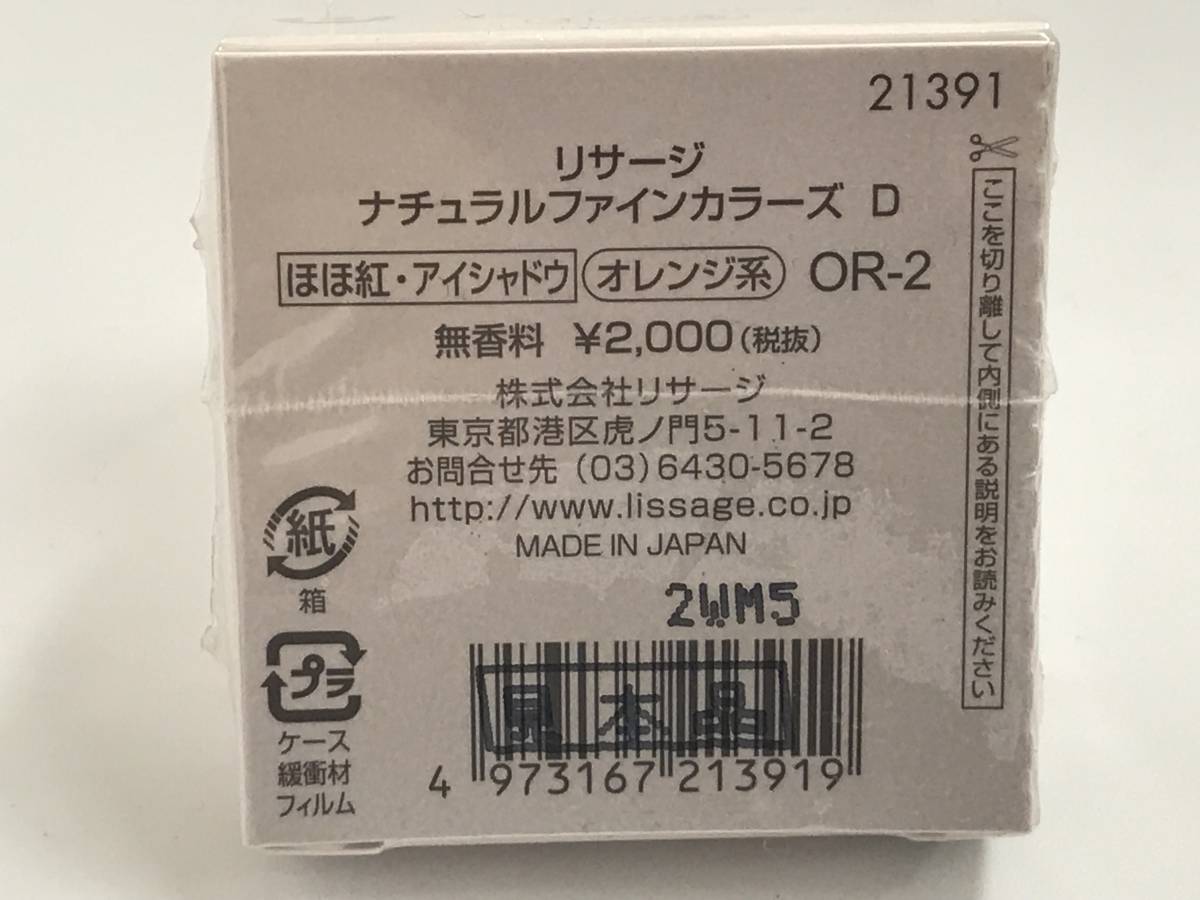 21391
リサージ
ナチュラルファインカラーズ D
ほほ紅・アイシャドウ オレンジ系 OR-2
無香料 ¥2,000(税抜)
株式会社リサージ
東京都港区虎ノ門5-11-2
お問合せ先 (03)6430-5678
http://www.lissage.co.jp
MADE IN JAPAN
ここを切り離して内側にある説明をお読みください
紙
箱
プラ
ケース
緩衝材
フィルム
2WM5
見本品
4 973167 213919